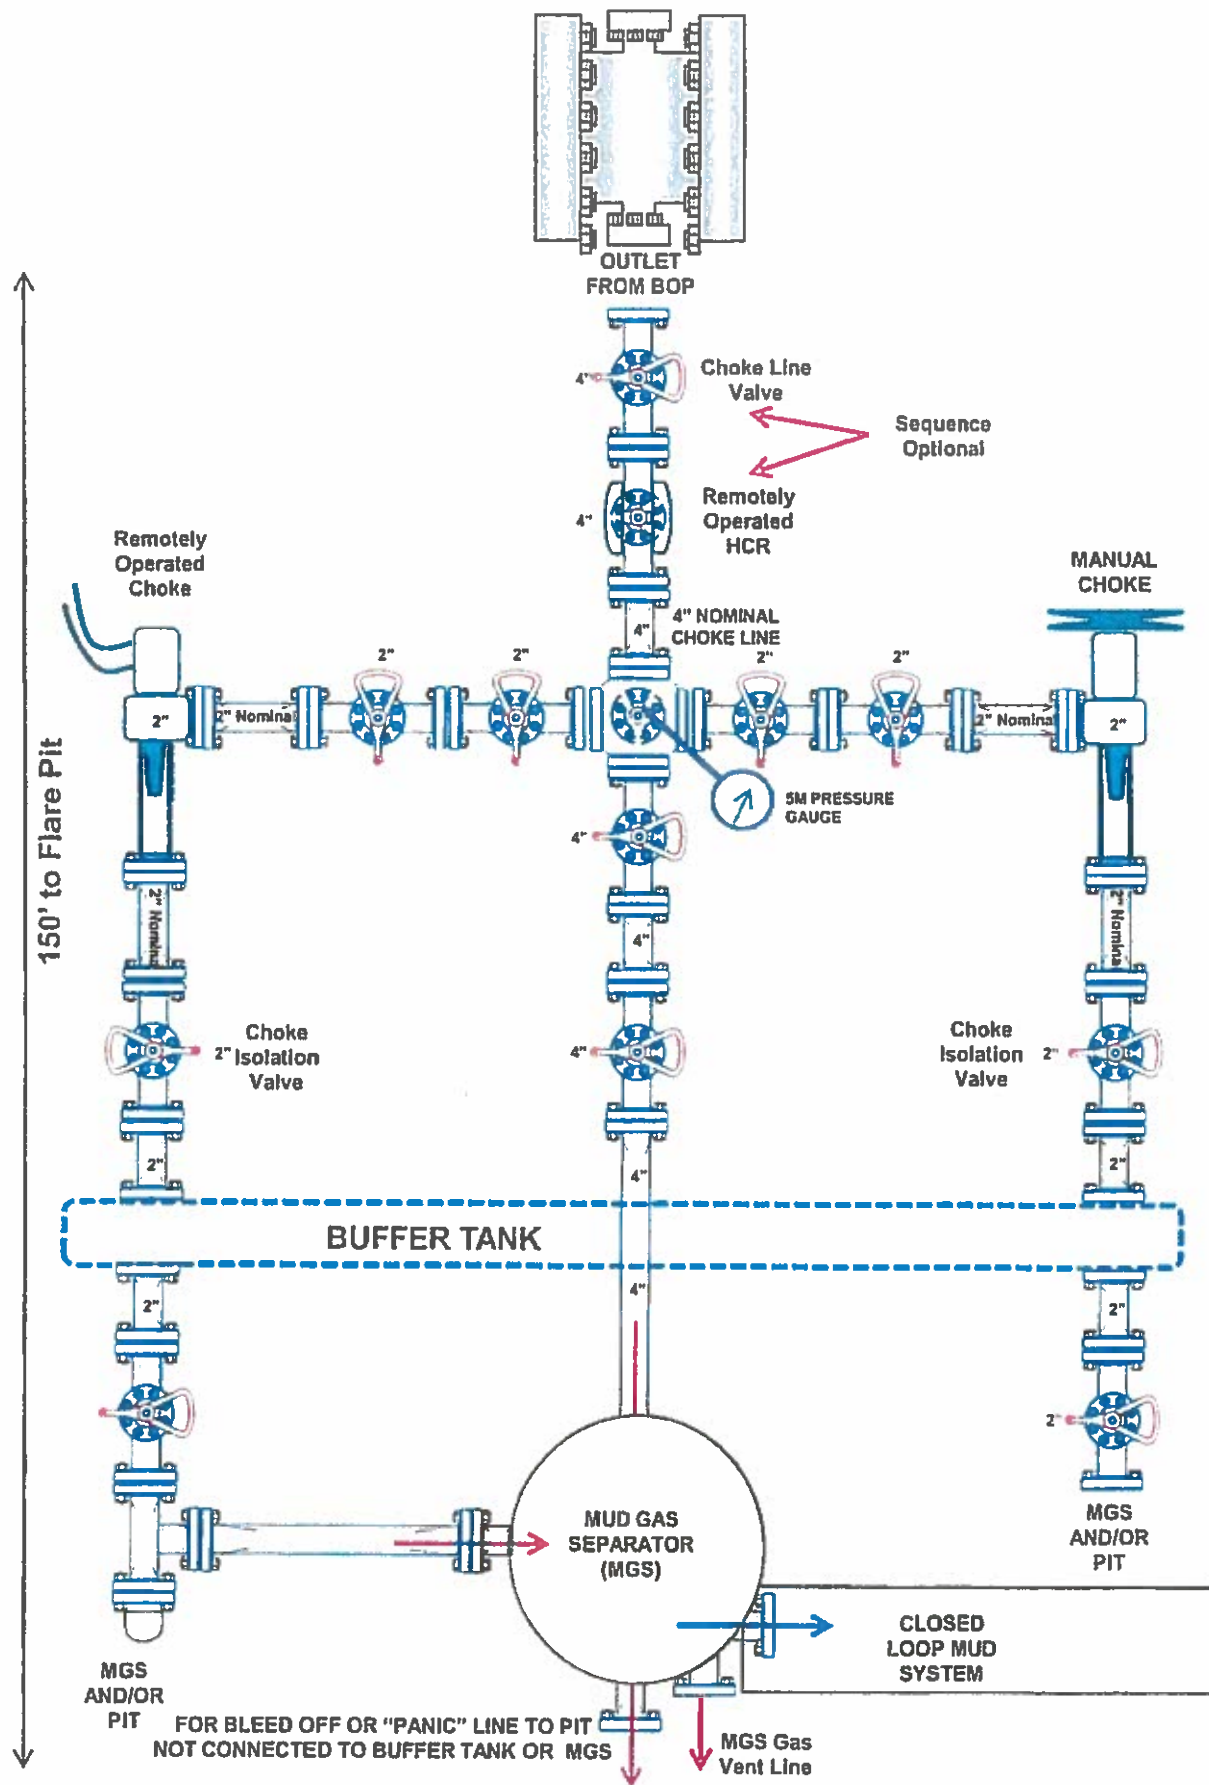 OUTLET
FROM BOP
4"
Choke Line
Valve
Sequence
Optional
4"
Remotely
Operated
HCR
Remotely
Operated
Choke
MANUAL
CHOKE
4"
4" NOMINAL
CHOKE LINE
2"
2"
2"
2"
2"
2" Nominal
2" Nominal
2"
5M PRESSURE
GAUGE
4"
150' to Flare Pit
2" Nominal
4"
2" Nominal
2"
Choke
Isolation
Valve
4"
Choke
Isolation
Valve
2"
2"
4"
2"
BUFFER TANK
2"
4"
2"
2"
MUD GAS
SEPARATOR
(MGS)
MGS
AND/OR
PIT
CLOSED
LOOP MUD
SYSTEM
MGS
AND/OR
PIT
FOR BLEED OFF OR "PANIC" LINE TO PIT
NOT CONNECTED TO BUFFER TANK OR MGS
MGS Gas
Vent Line